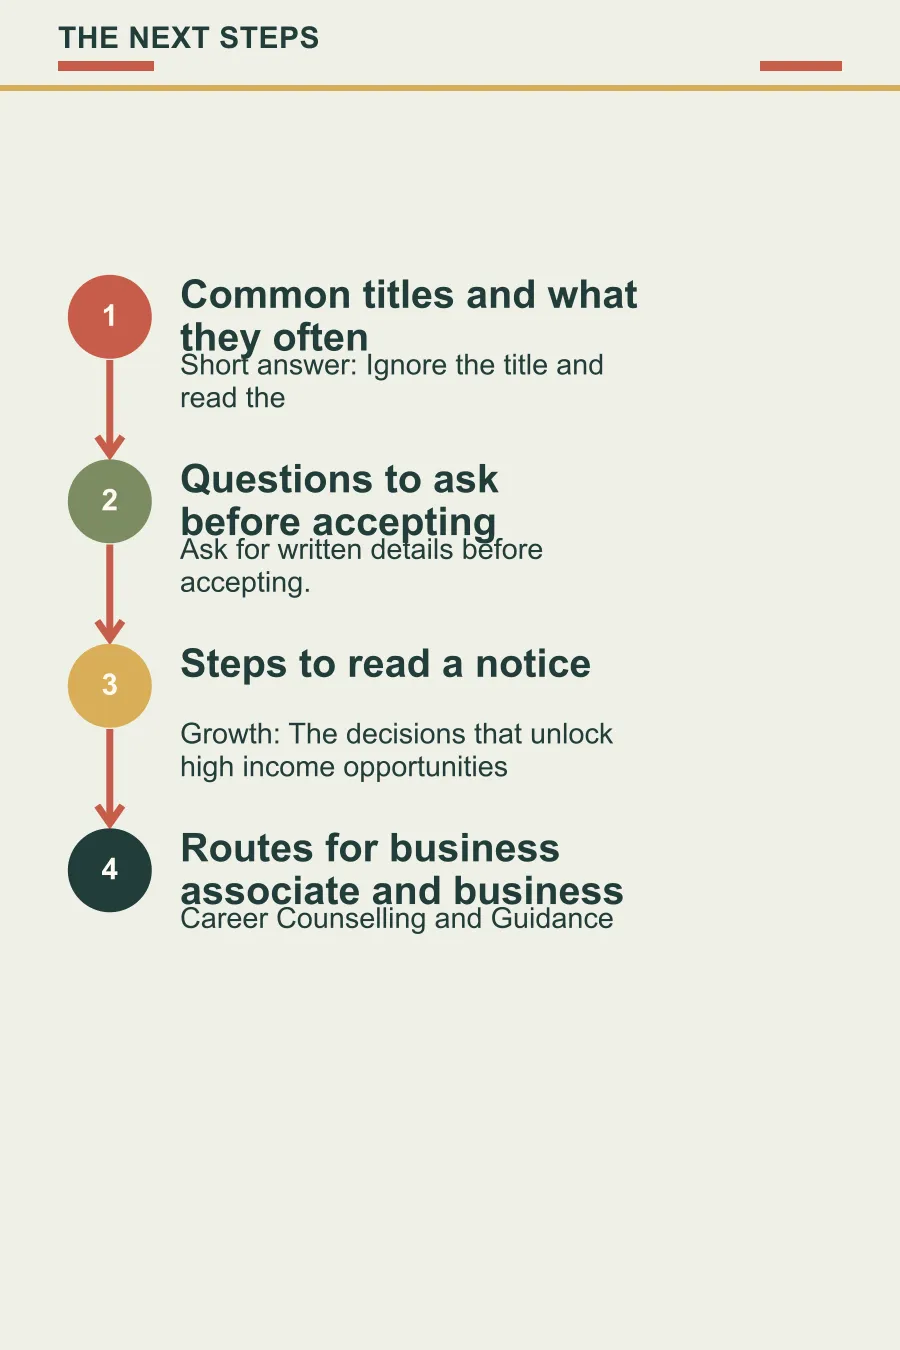 THE NEXT STEPS
1
Common titles and what
they often
Short answer: Ignore the title and
read the
2
Questions to ask
before accepting
Ask for written details before
accepting.
3
Steps to read a notice
Growth: The decisions that unlock
high income opportunities
4
Routes for business
associate and business
Career Counselling and Guidance